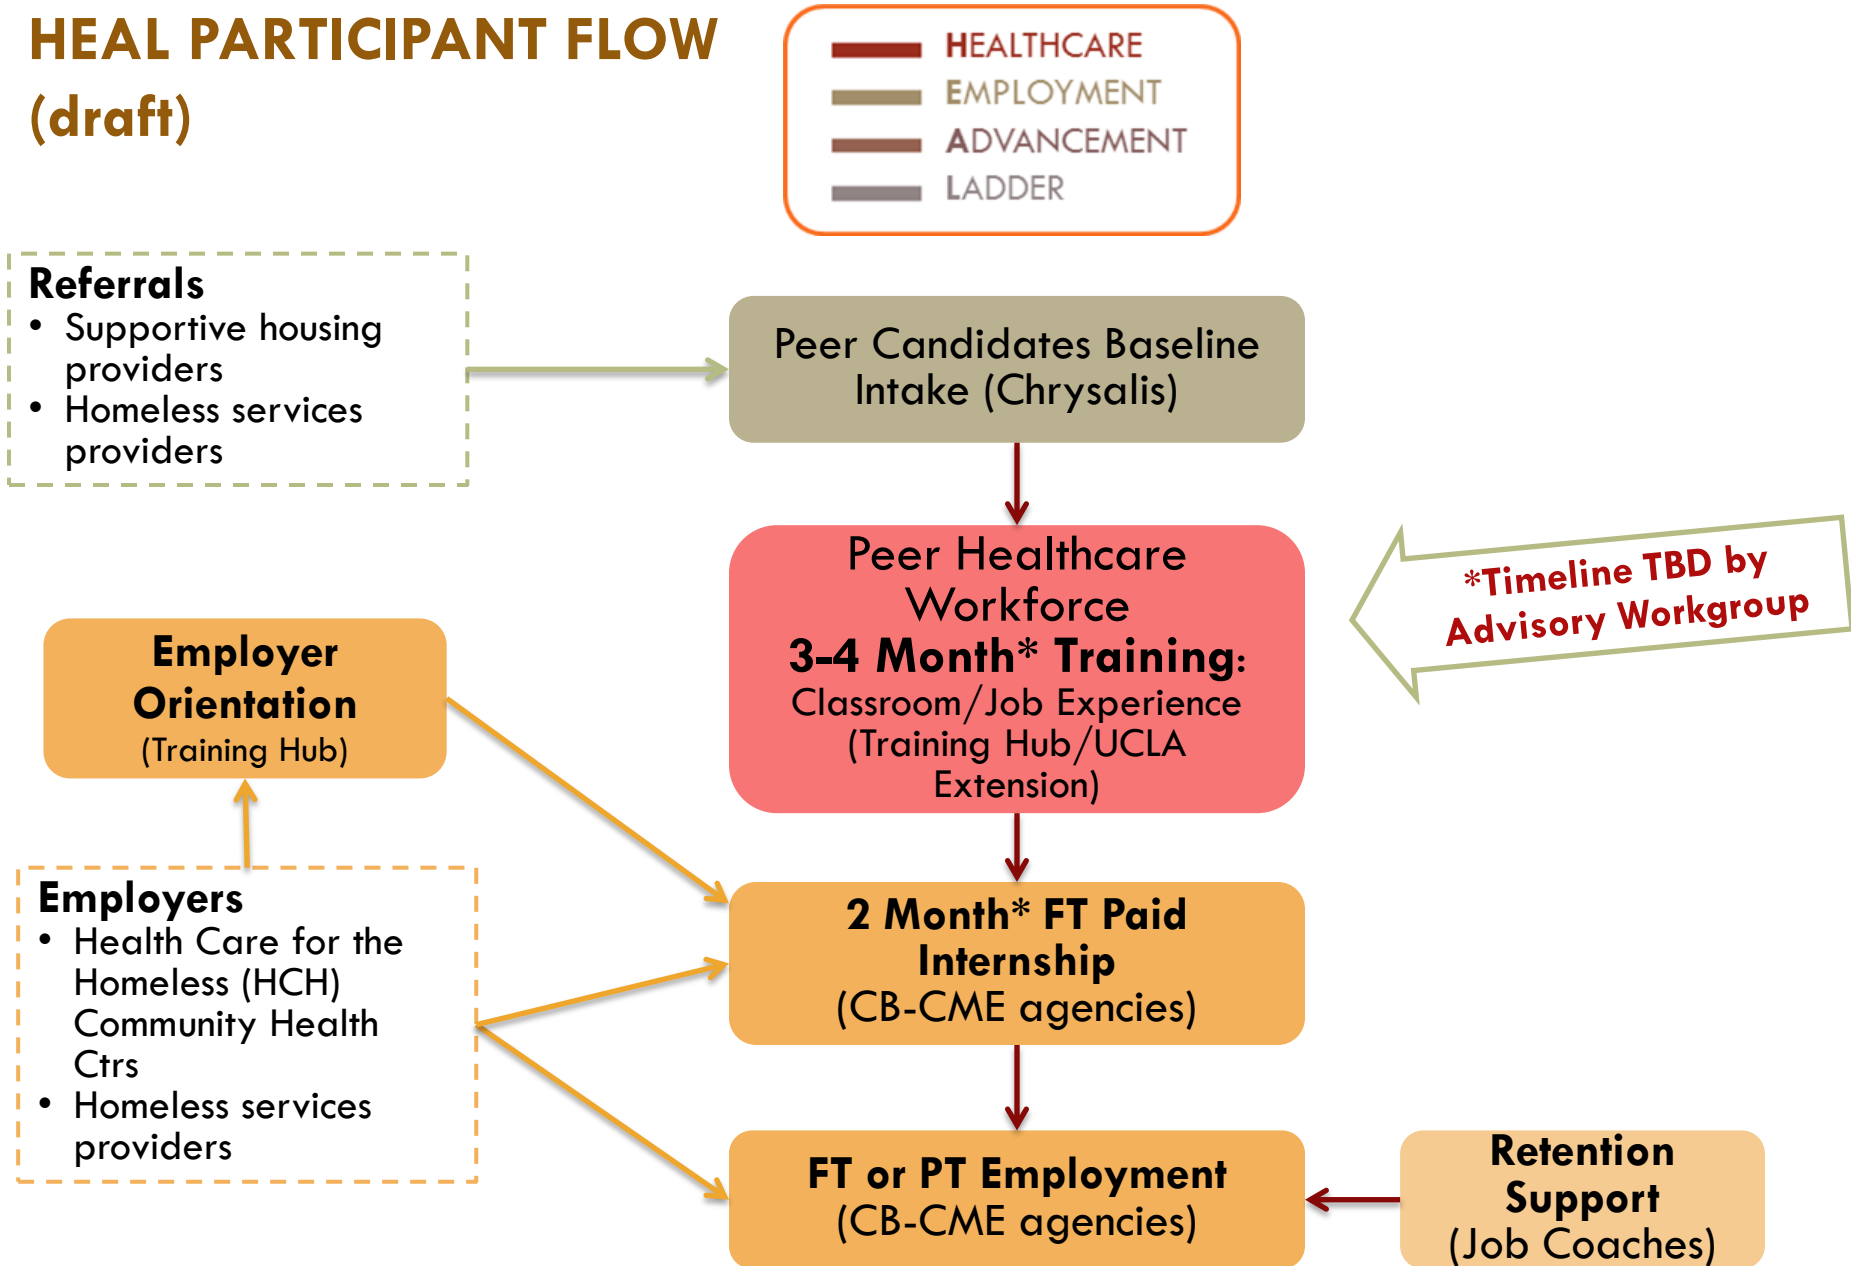 HEAL PARTICIPANT FLOW
(draft)
HEALTHCARE
EMPLOYMENT
ADVANCEMENT
LADDER
Referrals
• Supportive housing
providers
• Homeless services
providers
Peer Candidates Baseline
Intake (Chrysalis)
Peer Healthcare
Workforce
3-4 Month* Training:
Classroom/Job Experience
(Training Hub/UCLA
Extension)
*Timeline TBD by
Advisory Workgroup
Employer
Orientation
(Training Hub)
Employers
• Health Care for the
Homeless (HCH)
Community Health
Ctrs
• Homeless services
providers
2 Month* FT Paid
Internship
(CB-CME agencies)
FT or PT Employment
(CB-CME agencies)
Retention
Support
(Job Coaches)